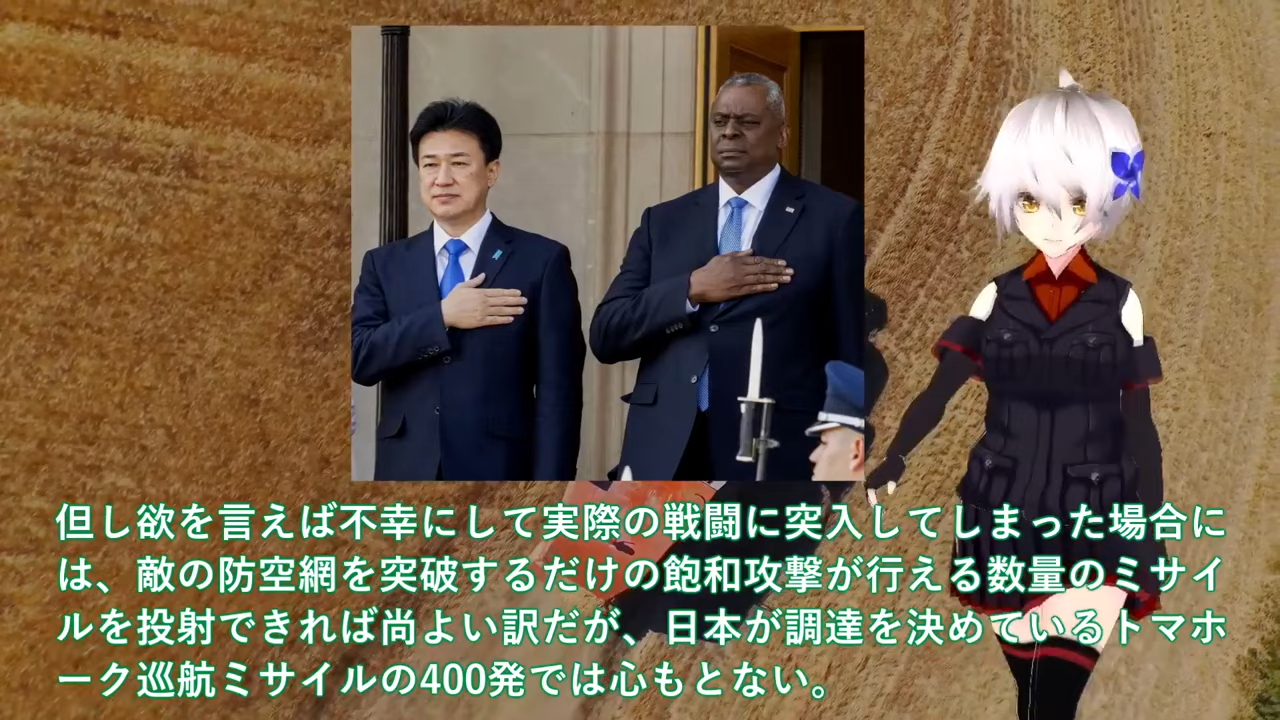 但し欲を言えば不幸にして実際の戦闘に突入してしまった場合に
は、敵の防空網を突破するだけの飽和攻撃が行える数量のミサイ
ルを投射できれば尚よい訳だが、日本が調達を決めているトマホ
ーク巡航ミサイルの400発では心もとない。